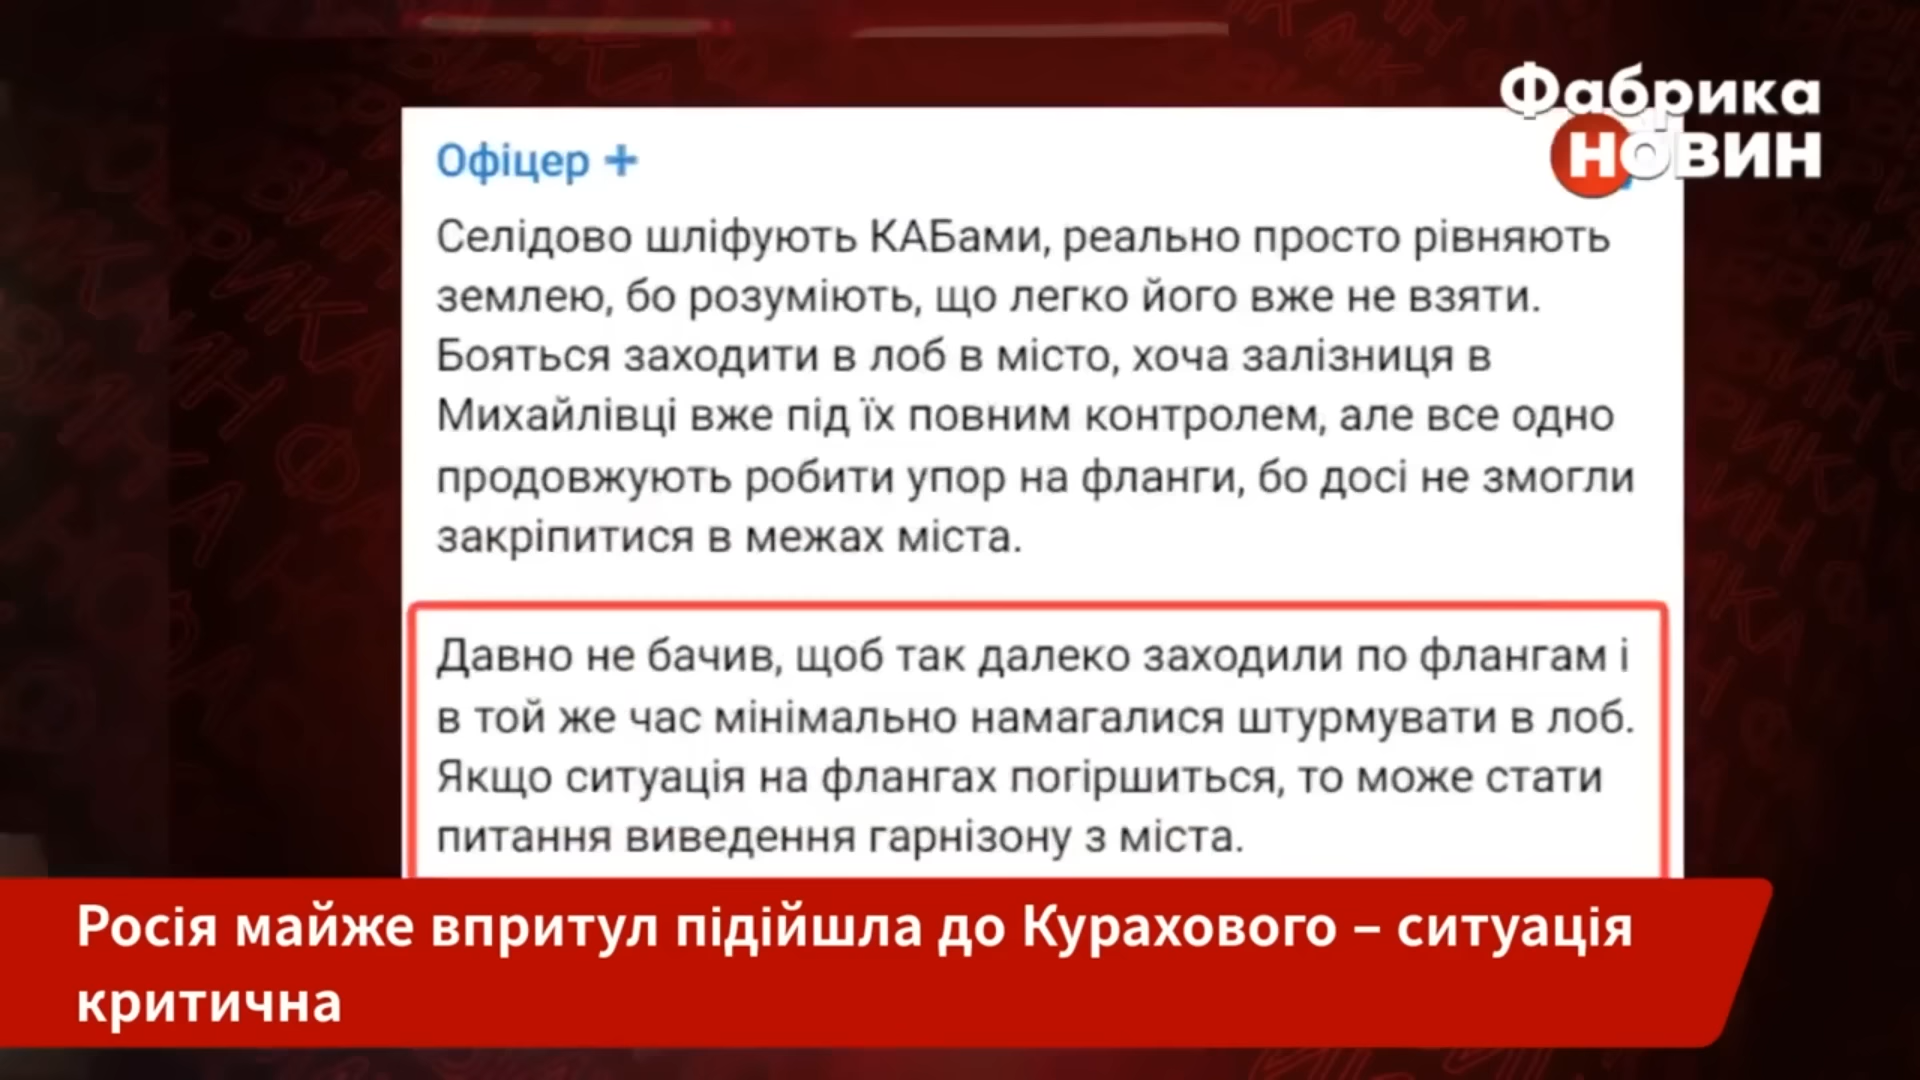 Фабрика
новин
Офіцер +
Селідово шліфують КАБами, реально просто рівняють
землею, бо розуміють, що легко його вже не взяти.
Бояться заходити в лоб в місто, хоча залізниця в
Михайлівці вже під їх повним контролем, але все одно
продовжують робити упор на фланги, бо досі не змогли
закріпитися в межах міста.
Давно не бачив, щоб так далеко заходили по флангам і
в той же час мінімально намагалися штурмувати в лоб.
Якщо ситуація на флангах погіршиться, то може стати
питання виведення гарнізону з міста.
Росія майже впритул підійшла до Курахового – ситуація
критична